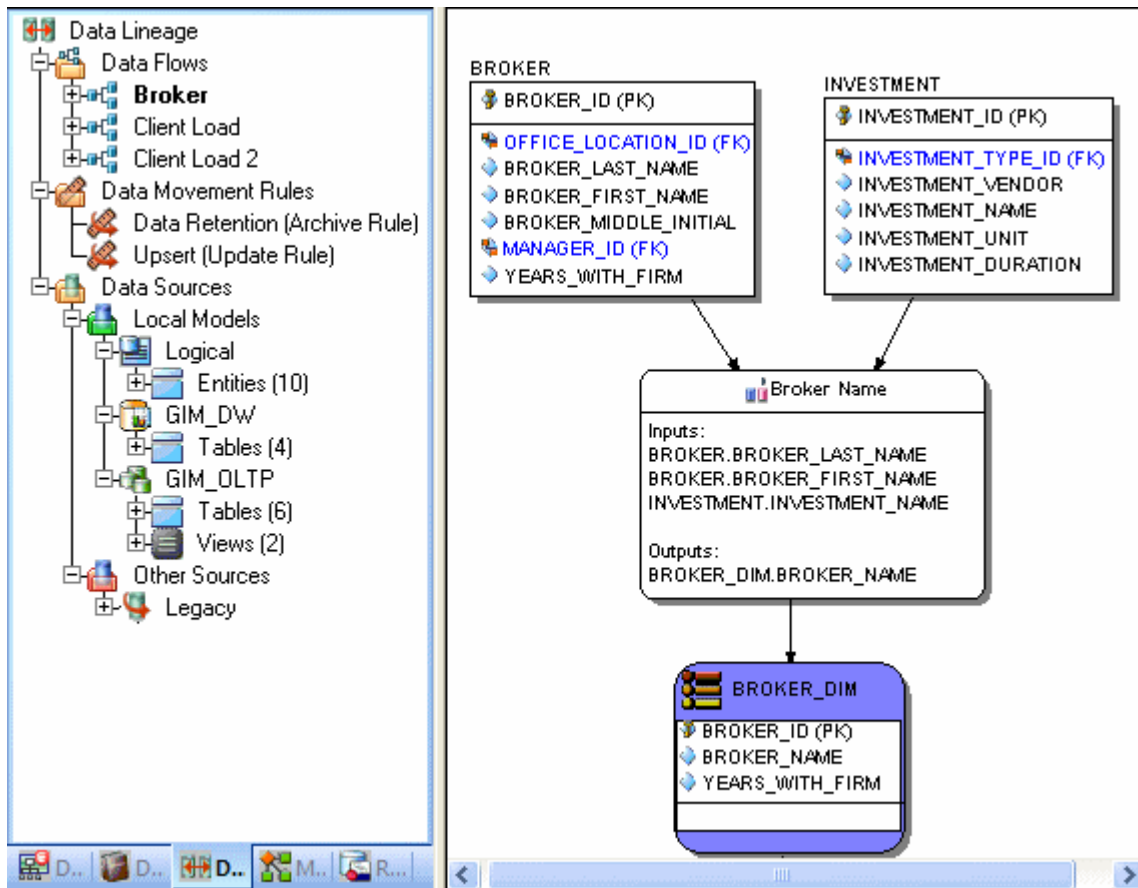 Data Lineage
Data Flows
Broker
Client Load
Client Load 2
Data Movement Rules
Data Retention (Archive Rule)
Upsert (Update Rule)
Data Sources
Local Models
Logical
Entities (10)
GIM_DW
Tables (4)
GIM_OLTP
Tables (6)
Views (2)
Other Sources
Legacy
D..
D..
D..
M..
R...
BROKER
BROKER_ID (PK)
OFFICE_LOCATION_ID (FK)
BROKER_LAST_NAME
BROKER_FIRST_NAME
BROKER_MIDDLE_INITIAL
MANAGER_ID (FK)
YEARS_WITH_FIRM
INVESTMENT
INVESTMENT_ID (PK)
INVESTMENT_TYPE_ID (FK)
INVESTMENT_VENDOR
INVESTMENT_NAME
INVESTMENT_UNIT
INVESTMENT_DURATION
Broker Name
Inputs:
BROKER.BROKER_LAST_NAME
BROKER.BROKER_FIRST_NAME
INVESTMENT.INVESTMENT_NAME
Outputs:
BROKER_DIM.BROKER_NAME
BROKER_DIM
BROKER_ID (PK)
BROKER_NAME
YEARS_WITH_FIRM